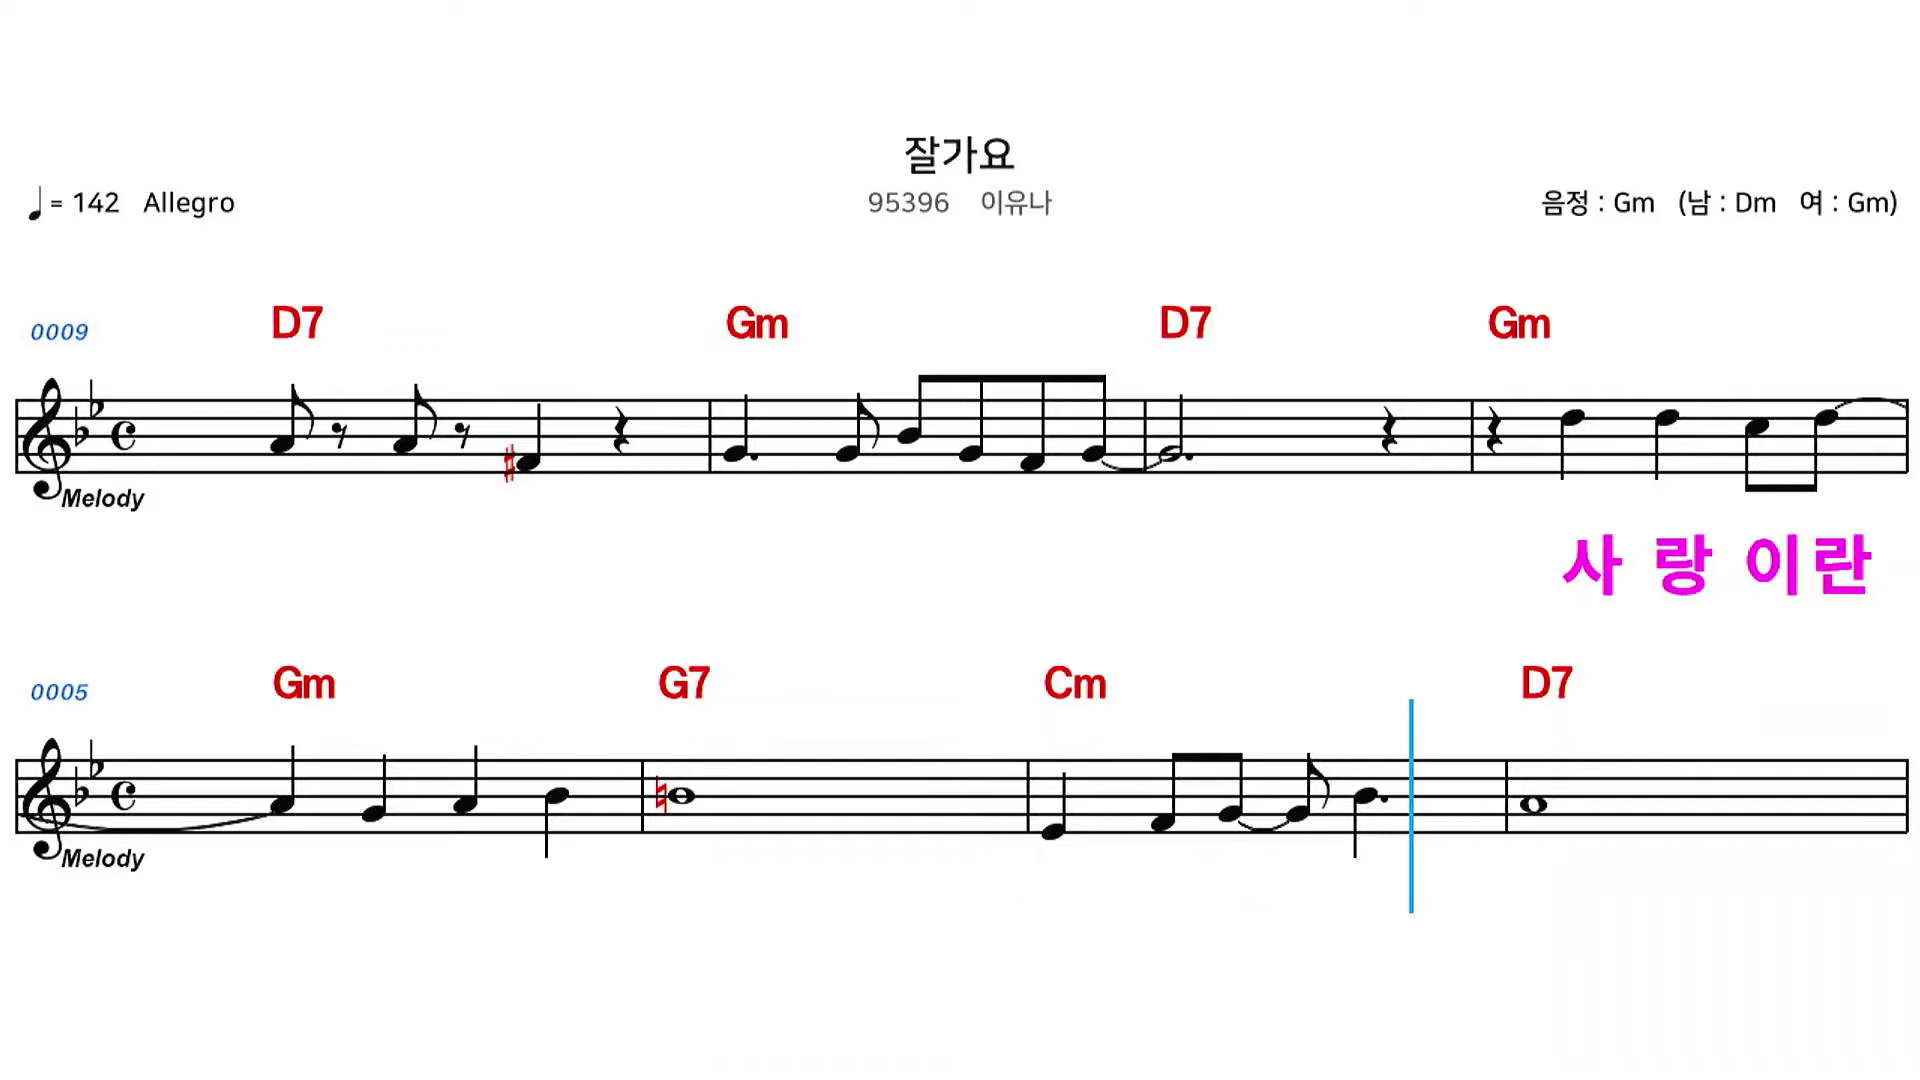 잘가요
♩ = 142 Allegro 95396 이유나 음정 : Gm (남 : Dm 여 : Gm)
0009 D7 Gm D7 Gm
Melody
사 랑 이란
0005 Gm G7 Cm D7
Melody